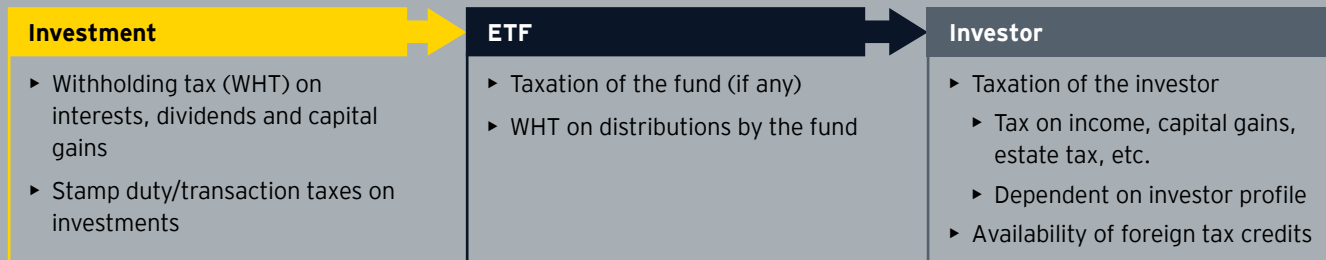 Investment
▸ Withholding tax (WHT) on
interests, dividends and capital
gains
▸ Stamp duty/transaction taxes on
investments
ETF
▸ Taxation of the fund (if any)
▸ WHT on distributions by the fund
Investor
▸ Taxation of the investor
▸ Tax on income, capital gains,
estate tax, etc.
▸ Dependent on investor profile
▸ Availability of foreign tax credits